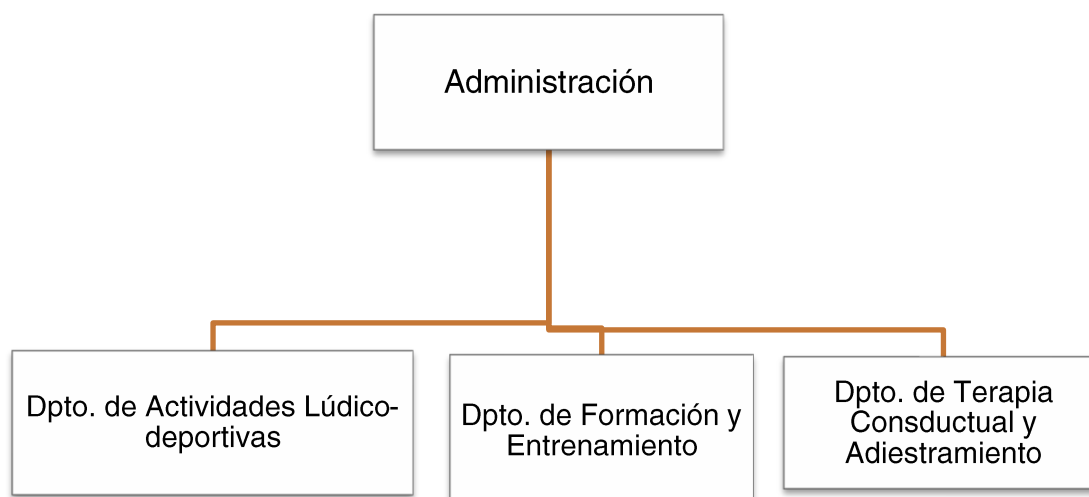 Administración
Dpto. de Actividades Lúdico-
deportivas
Dpto. de Formación y
Entrenamiento
Dpto. de Terapia
Consductual y
Adiestramiento